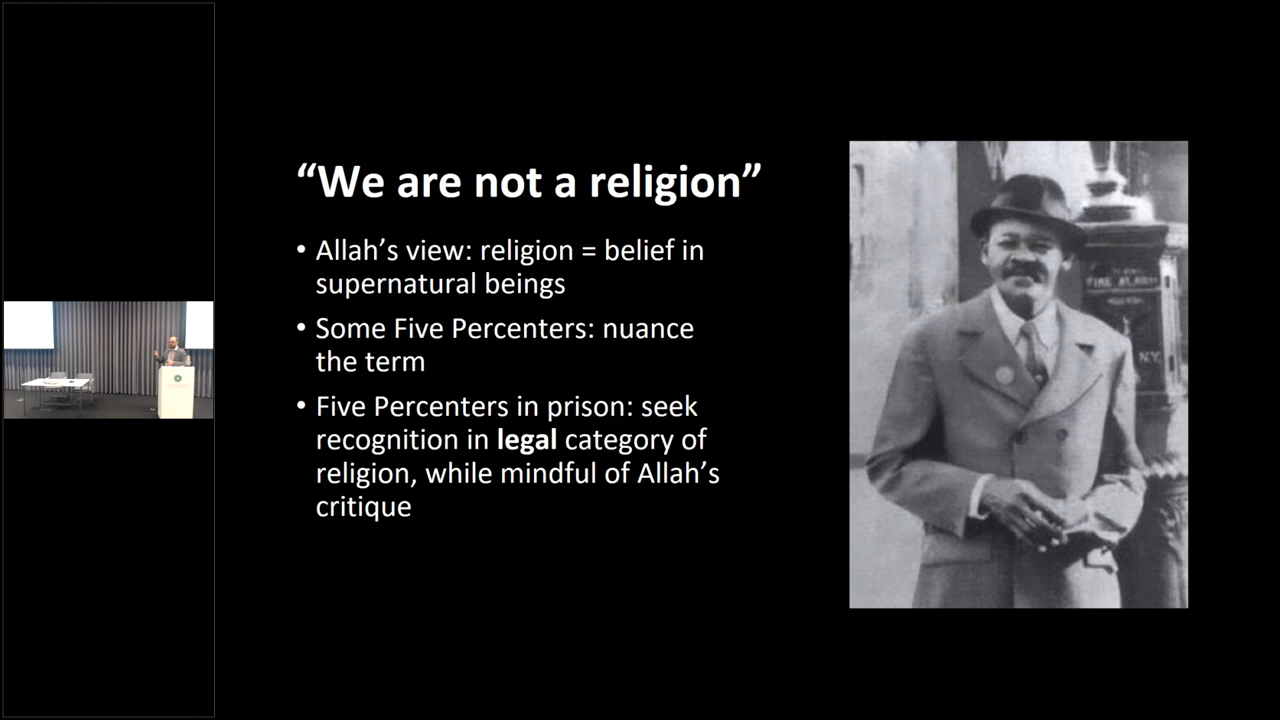 “We are not a religion”
• Allah’s view: religion = belief in
supernatural beings
• Some Five Percenters: nuance
the term
• Five Percenters in prison: seek
recognition in legal category of
religion, while mindful of Allah’s
critique
FIRE ALARM
N.Y.